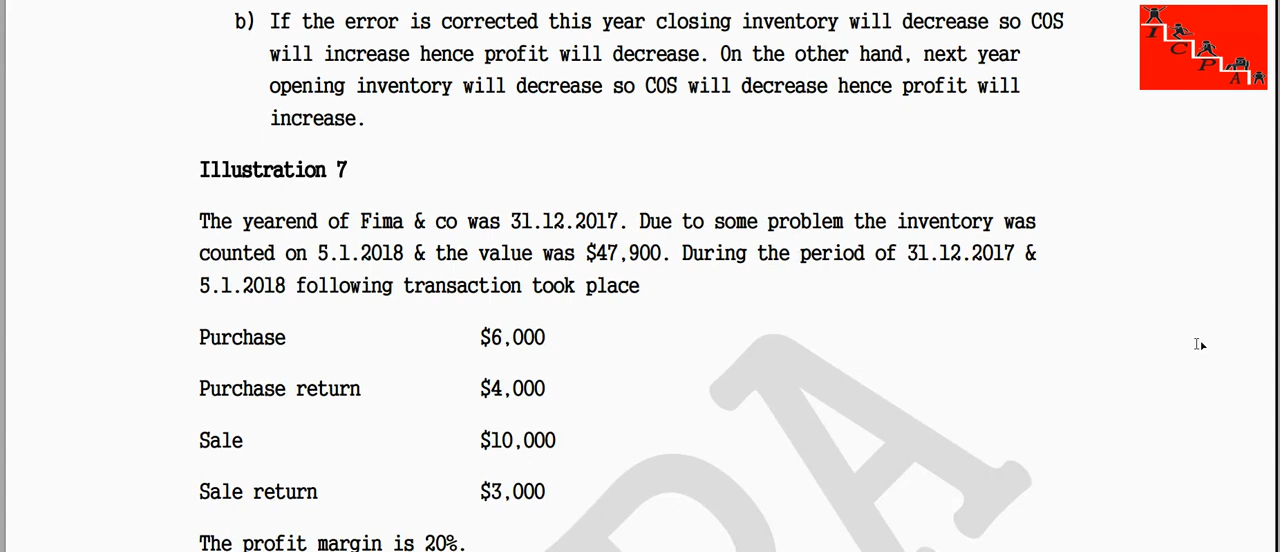 b) If the error is corrected this year closing inventory will decrease so COS
will increase hence profit will decrease. On the other hand, next year
opening inventory will decrease so COS will decrease hence profit will
increase.
Illustration 7
The yearend of Fima & co was 31.12.2017. Due to some problem the inventory was
counted on 5.1.2018 & the value was $47,900. During the period of 31.12.2017 &
5.1.2018 following transaction took place
Purchase $6,000
Purchase return $4,000
Sale $10,000
Sale return $3,000
The profit margin is 20%.
I C P A
PA